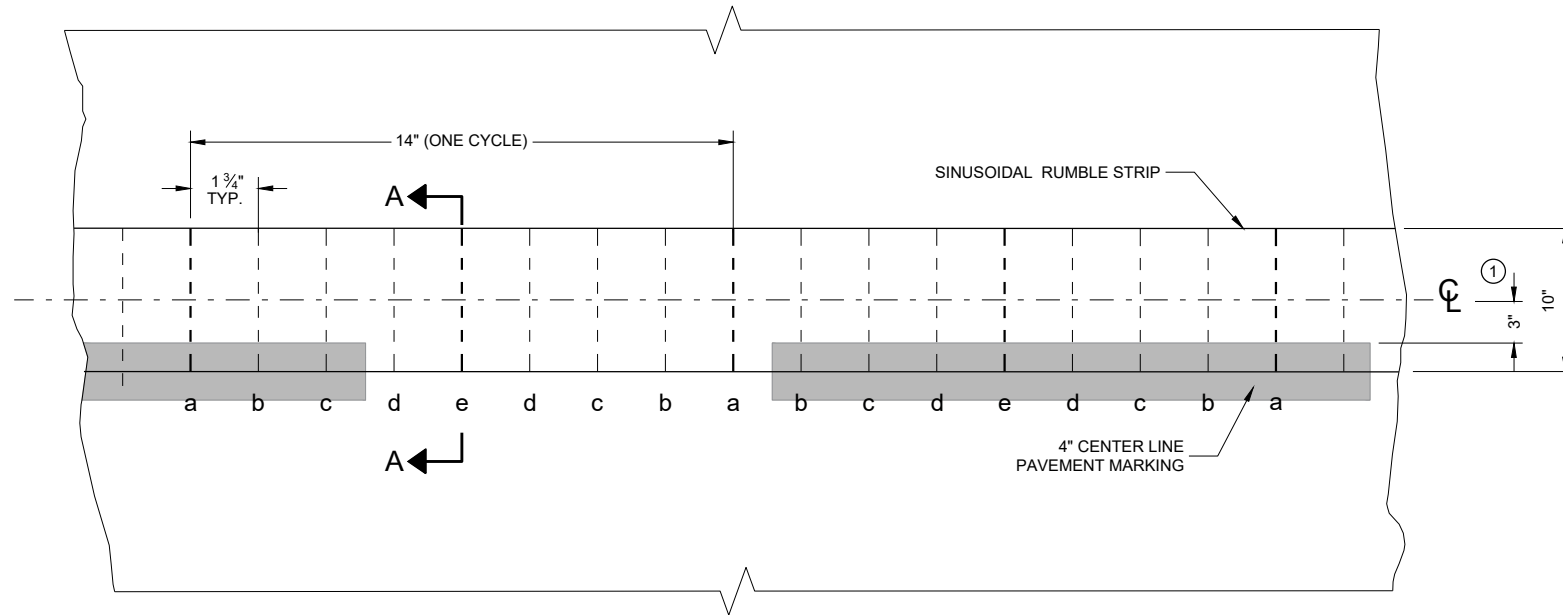 14" (ONE CYCLE)
1 ¾"
TYP.
SINUSOIDAL RUMBLE STRIP
A
℄
1
3"
10"
a b c d e d c b a b c d e d c b a
A
4" CENTER LINE
PAVEMENT MARKING